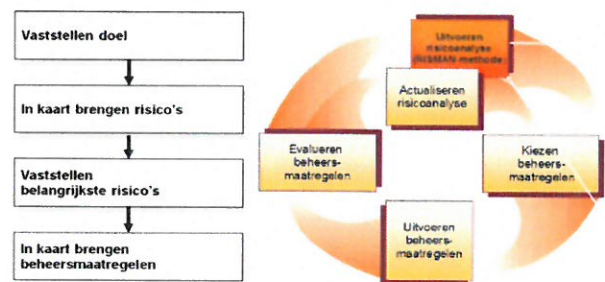 Vaststellen doel
In kaart brengen risico's
Vaststellen
belangrijkste risico's
In kaart brengen
beheersmaatregelen
Uitvoeren
risicoanalyse
(RISMAN-methode)
Actualiseren
risicoanalyse
Evalueren
beheers-
maatregelen
Kiezen
beheers-
maatregelen
Uitvoeren
beheers-
maatregelen